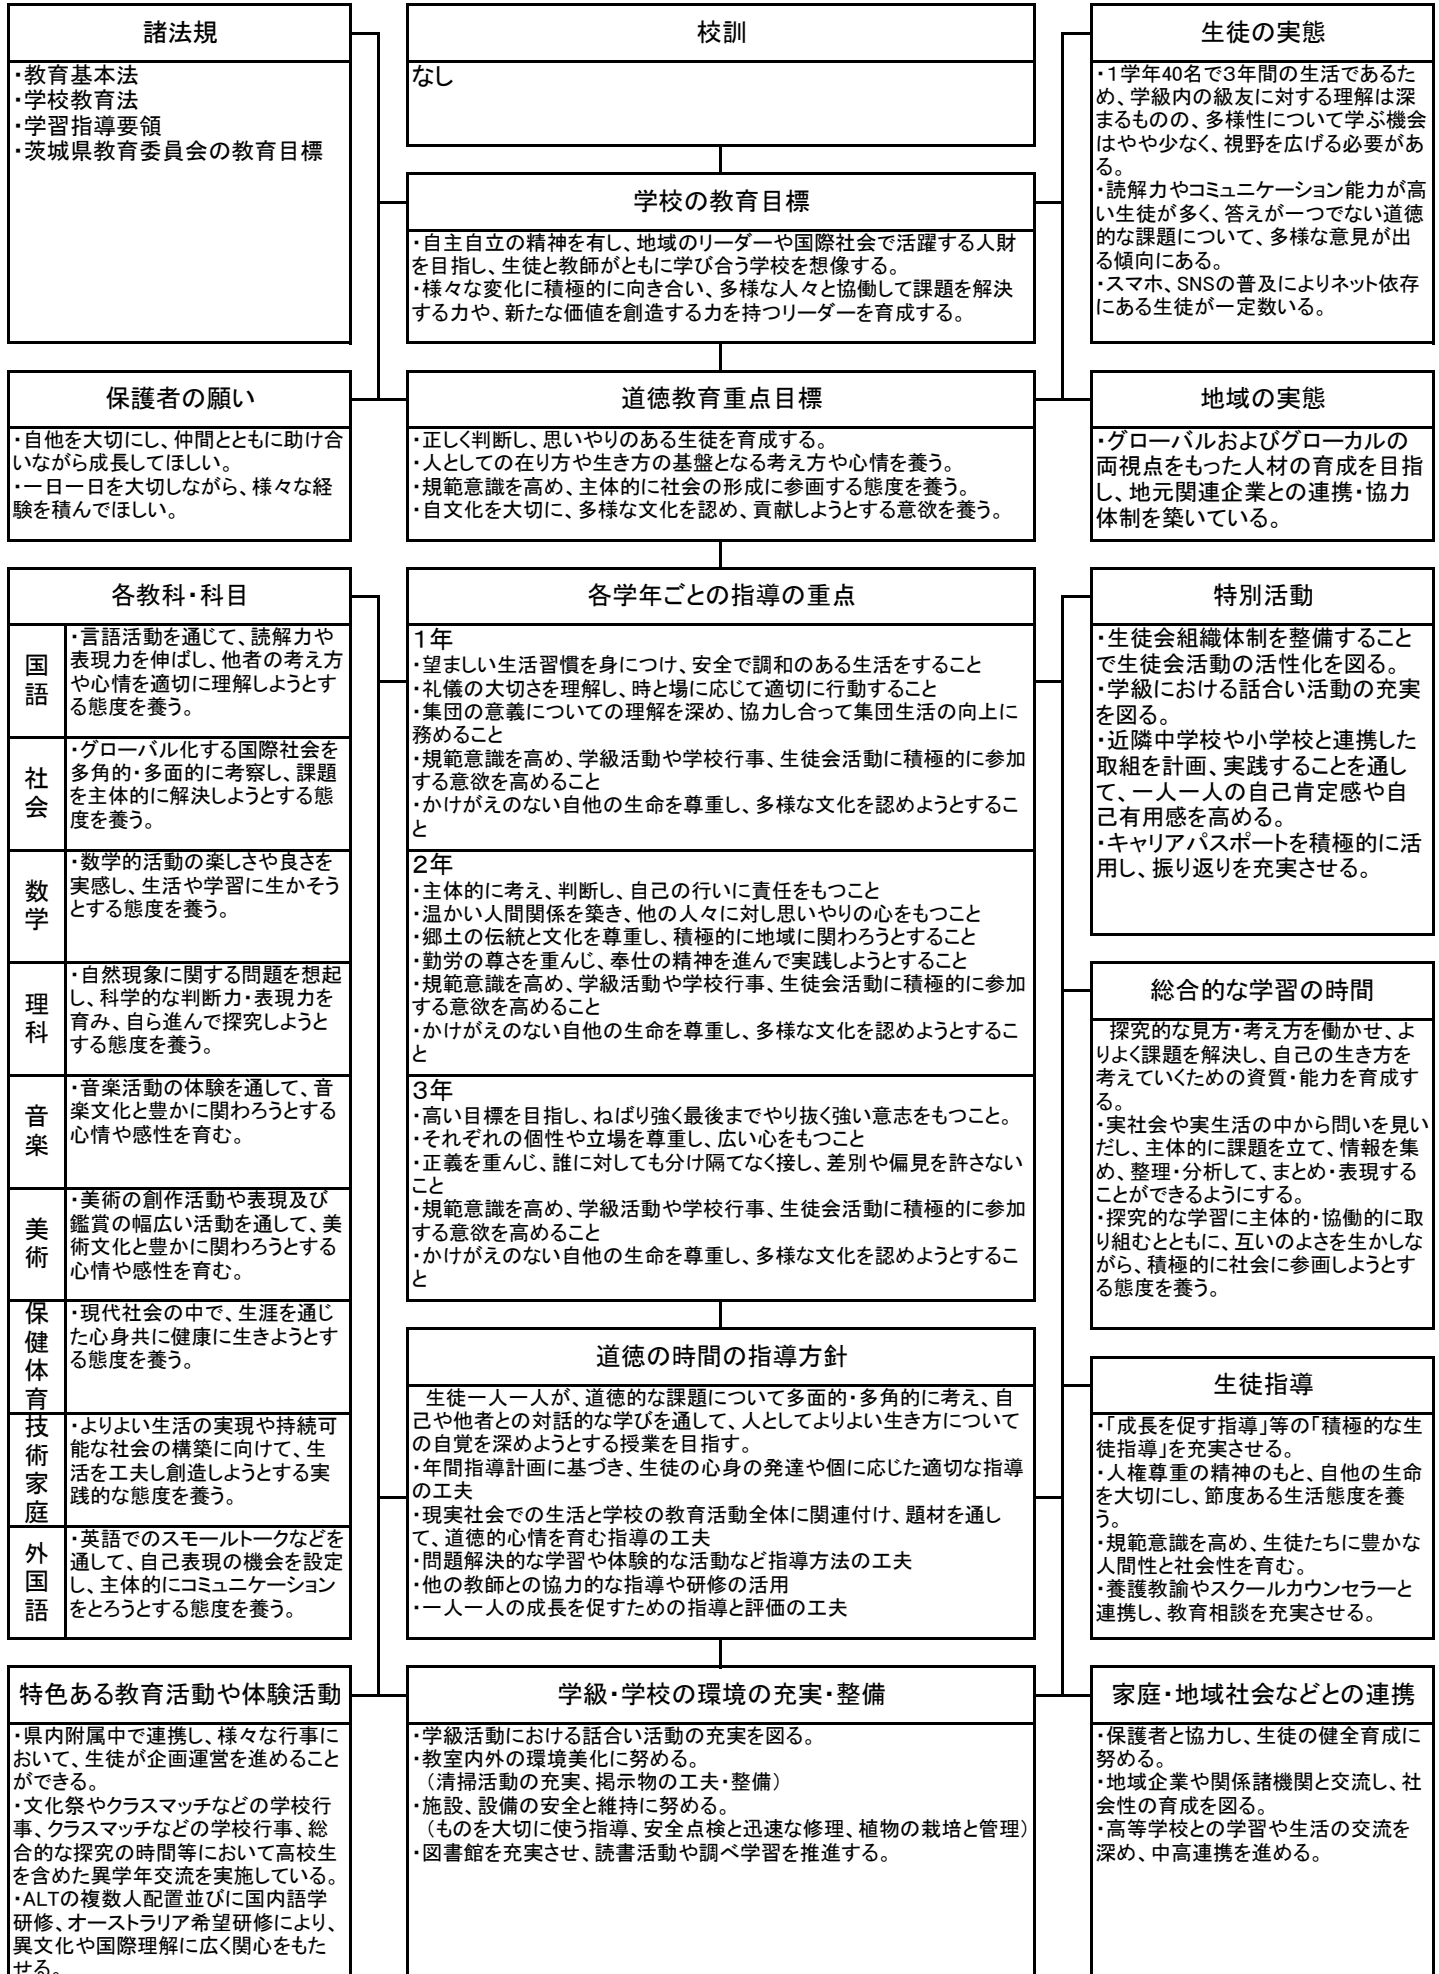 諸法規
・教育基本法
・学校教育法
・学習指導要領
・茨城県教育委員会の教育目標
校訓
なし
生徒の実態
・1学年40名で3年間の生活であるた
め、学級内の級友に対する理解は深
まるものの、多様性について学ぶ機会
はやや少なく、視野を広げる必要があ
る。
・読解力やコミュニケーション能力が高
い生徒が多く、答えが一つでない道徳
的な課題について、多様な意見が出
る傾向にある。
・スマホ、SNSの普及によりネット依存
にある生徒が一定数いる。
学校の教育目標
・自主自立の精神を有し、地域のリーダーや国際社会で活躍する人財
を目指し、生徒と教師がともに学び合う学校を想像する。
・様々な変化に積極的に向き合い、多様な人々と協働して課題を解決
する力や、新たな価値を創造する力を持つリーダーを育成する。
保護者の願い
・自他を大切にし、仲間とともに助け合
いながら成長してほしい。
・一日一日を大切しながら、様々な経
験を積んでほしい。
道徳教育重点目標
・正しく判断し、思いやりのある生徒を育成する。
・人としての在り方や生き方の基盤となる考え方や心情を養う。
・規範意識を高め、主体的に社会の形成に参画する態度を養う。
・自文化を大切に、多様な文化を認め、貢献しようとする意欲を養う。
地域の実態
・グローバルおよびグローカルの
両視点をもった人材の育成を目指
し、地元関連企業との連携・協力
体制を築いている。
各教科・科目
国語
・言語活動を通じて、読解力や
表現力を伸ばし、他者の考え方
や心情を適切に理解しようとす
る態度を養う。
社会
・グローバル化する国際社会を
多角的・多面的に考察し、課題
を主体的に解決しようとする態
度を養う。
数学
・数学的活動の楽しさや良さを
実感し、生活や学習に生かそう
とする態度を養う。
理科
・自然現象に関する問題を想起
し、科学的な判断力・表現力を
育み、自ら進んで探究しようと
する態度を養う。
音楽
・音楽活動の体験を通して、音
楽文化と豊かに関わろうとする
心情や感性を育む。
美術
・美術の創作活動や表現及び
鑑賞の幅広い活動を通して、美
術文化と豊かに関わろうとする
心情や感性を育む。
保健体育
・現代社会の中で、生涯を通じ
た心身共に健康に生きようとす
る態度を養う。
技術家庭
・よりよい生活の実現や持続可
能な社会の構築に向けて、生
活を工夫し創造しようとする実
践的な態度を養う。
外国語
・英語でのスモールトークなどを
通して、自己表現の機会を設定
し、主体的にコミュニケーション
をとろうとする態度を養う。
各学年ごとの指導の重点
1年
・望ましい生活習慣を身につけ、安全で調和のある生活をすること
・礼儀の大切さを理解し、時と場に応じて適切に行動すること
・集団の意義についての理解を深め、協力し合って集団生活の向上に
務めること
・規範意識を高め、学級活動や学校行事、生徒会活動に積極的に参加
する意欲を高めること
・かけがえのない自他の生命を尊重し、多様な文化を認めようとするこ
と
2年
・主体的に考え、判断し、自己の行いに責任をもつこと
・温かい人間関係を築き、他の人々に対し思いやりの心をもつこと
・郷土の伝統と文化を尊重し、積極的に地域に関わろうとすること
・勤労の尊さを重んじ、奉仕の精神を進んで実践しようとすること
・規範意識を高め、学級活動や学校行事、生徒会活動に積極的に参加
する意欲を高めること
・かけがえのない自他の生命を尊重し、多様な文化を認めようとするこ
と
3年
・高い目標を目指し、ねばり強く最後までやり抜く強い意志をもつこと。
・それぞれの個性や立場を尊重し、広い心をもつこと
・正義を重んじ、誰に対しても分け隔てなく接し、差別や偏見を許さない
こと
・規範意識を高め、学級活動や学校行事、生徒会活動に積極的に参加
する意欲を高めること
・かけがえのない自他の生命を尊重し、多様な文化を認めようとするこ
と
特別活動
・生徒会組織体制を整備すること
で生徒会活動の活性化を図る。
・学級における話合い活動の充実
を図る。
・近隣中学校や小学校と連携した
取組を計画、実践することを通し
て、一人一人の自己肯定感や自
己有用感を高める。
・キャリアパスポートを積極的に活
用し、振り返りを充実させる。
総合的な学習の時間
探究的な見方・考え方を働かせ、よ
りよく課題を解決し、自己の生き方を
考えていくための資質・能力を育成す
る。
・実社会や実生活の中から問いを見い
だし、主体的に課題を立て、情報を集
め、整理・分析して、まとめ・表現する
ことができるようにする。
・探究的な学習に主体的・協働的に取
り組むとともに、互いのよさを生かしな
がら、積極的に社会に参画しようとす
る態度を養う。
道徳の時間の指導方針
生徒一人一人が、道徳的な課題について多面的・多角的に考え、自
己や他者との対話的な学びを通して、人としてよりよい生き方について
の自覚を深めようとする授業を目指す。
・年間指導計画に基づき、生徒の心身の発達や個に応じた適切な指導
の工夫
・現実社会での生活と学校の教育活動全体に関連付け、題材を通し
て、道徳的心情を育む指導の工夫
・問題解決的な学習や体験的な活動など指導方法の工夫
・他の教師との協力的な指導や研修の活用
・一人一人の成長を促すための指導と評価の工夫
生徒指導
・「成長を促す指導」等の「積極的な生
徒指導」を充実させる。
・人権尊重の精神のもと、自他の生命
を大切にし、節度ある生活態度を養
う。
・規範意識を高め、生徒たちに豊かな
人間性と社会性を育む。
・養護教諭やスクールカウンセラーと
連携し、教育相談を充実させる。
特色ある教育活動や体験活動
・県内附属中で連携し、様々な行事に
おいて、生徒が企画運営を進めること
ができる。
・文化祭やクラスマッチなどの学校行
事、クラスマッチなどの学校行事、総
合的な探究の時間等において高校生
を含めた異学年交流を実施している。
・ALTの複数人配置並びに国内語学
研修、オーストラリア希望研修により、
異文化や国際理解に広く関心をもた
せる。
学級・学校の環境の充実・整備
・学級活動における話合い活動の充実を図る。
・教室内外の環境美化に努める。
（清掃活動の充実、掲示物の工夫・整備）
・施設、設備の安全と維持に努める。
（ものを大切に使う指導、安全点検と迅速な修理、植物の栽培と管理）
・図書館を充実させ、読書活動や調べ学習を推進する。
家庭・地域社会などとの連携
・保護者と協力し、生徒の健全育成に
努める。
・地域企業や関係諸機関と交流し、社
会性の育成を図る。
・高等学校との学習や生活の交流を
深め、中高連携を進める。